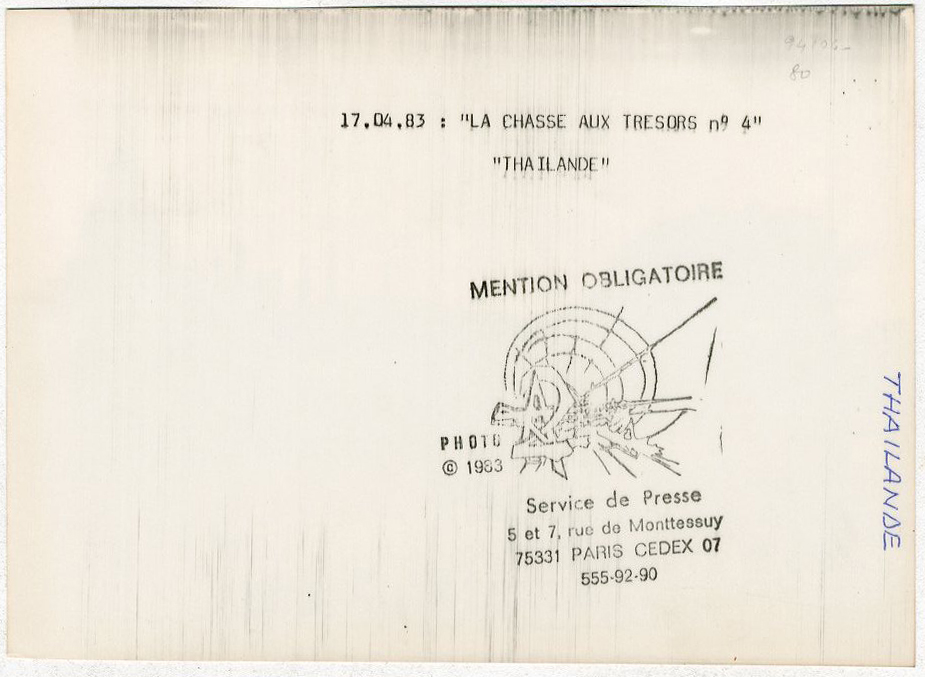 80
17.04.83 : "LA CHASSE AUX TRESORS nº 4"
"THAILANDE"
MENTION OBLIGATOIRE
PHOTO
© 1983
Service de Presse
5 et 7, rue de Monttessuy
75331 PARIS CEDEX 07
555-92-90
THAILANDE